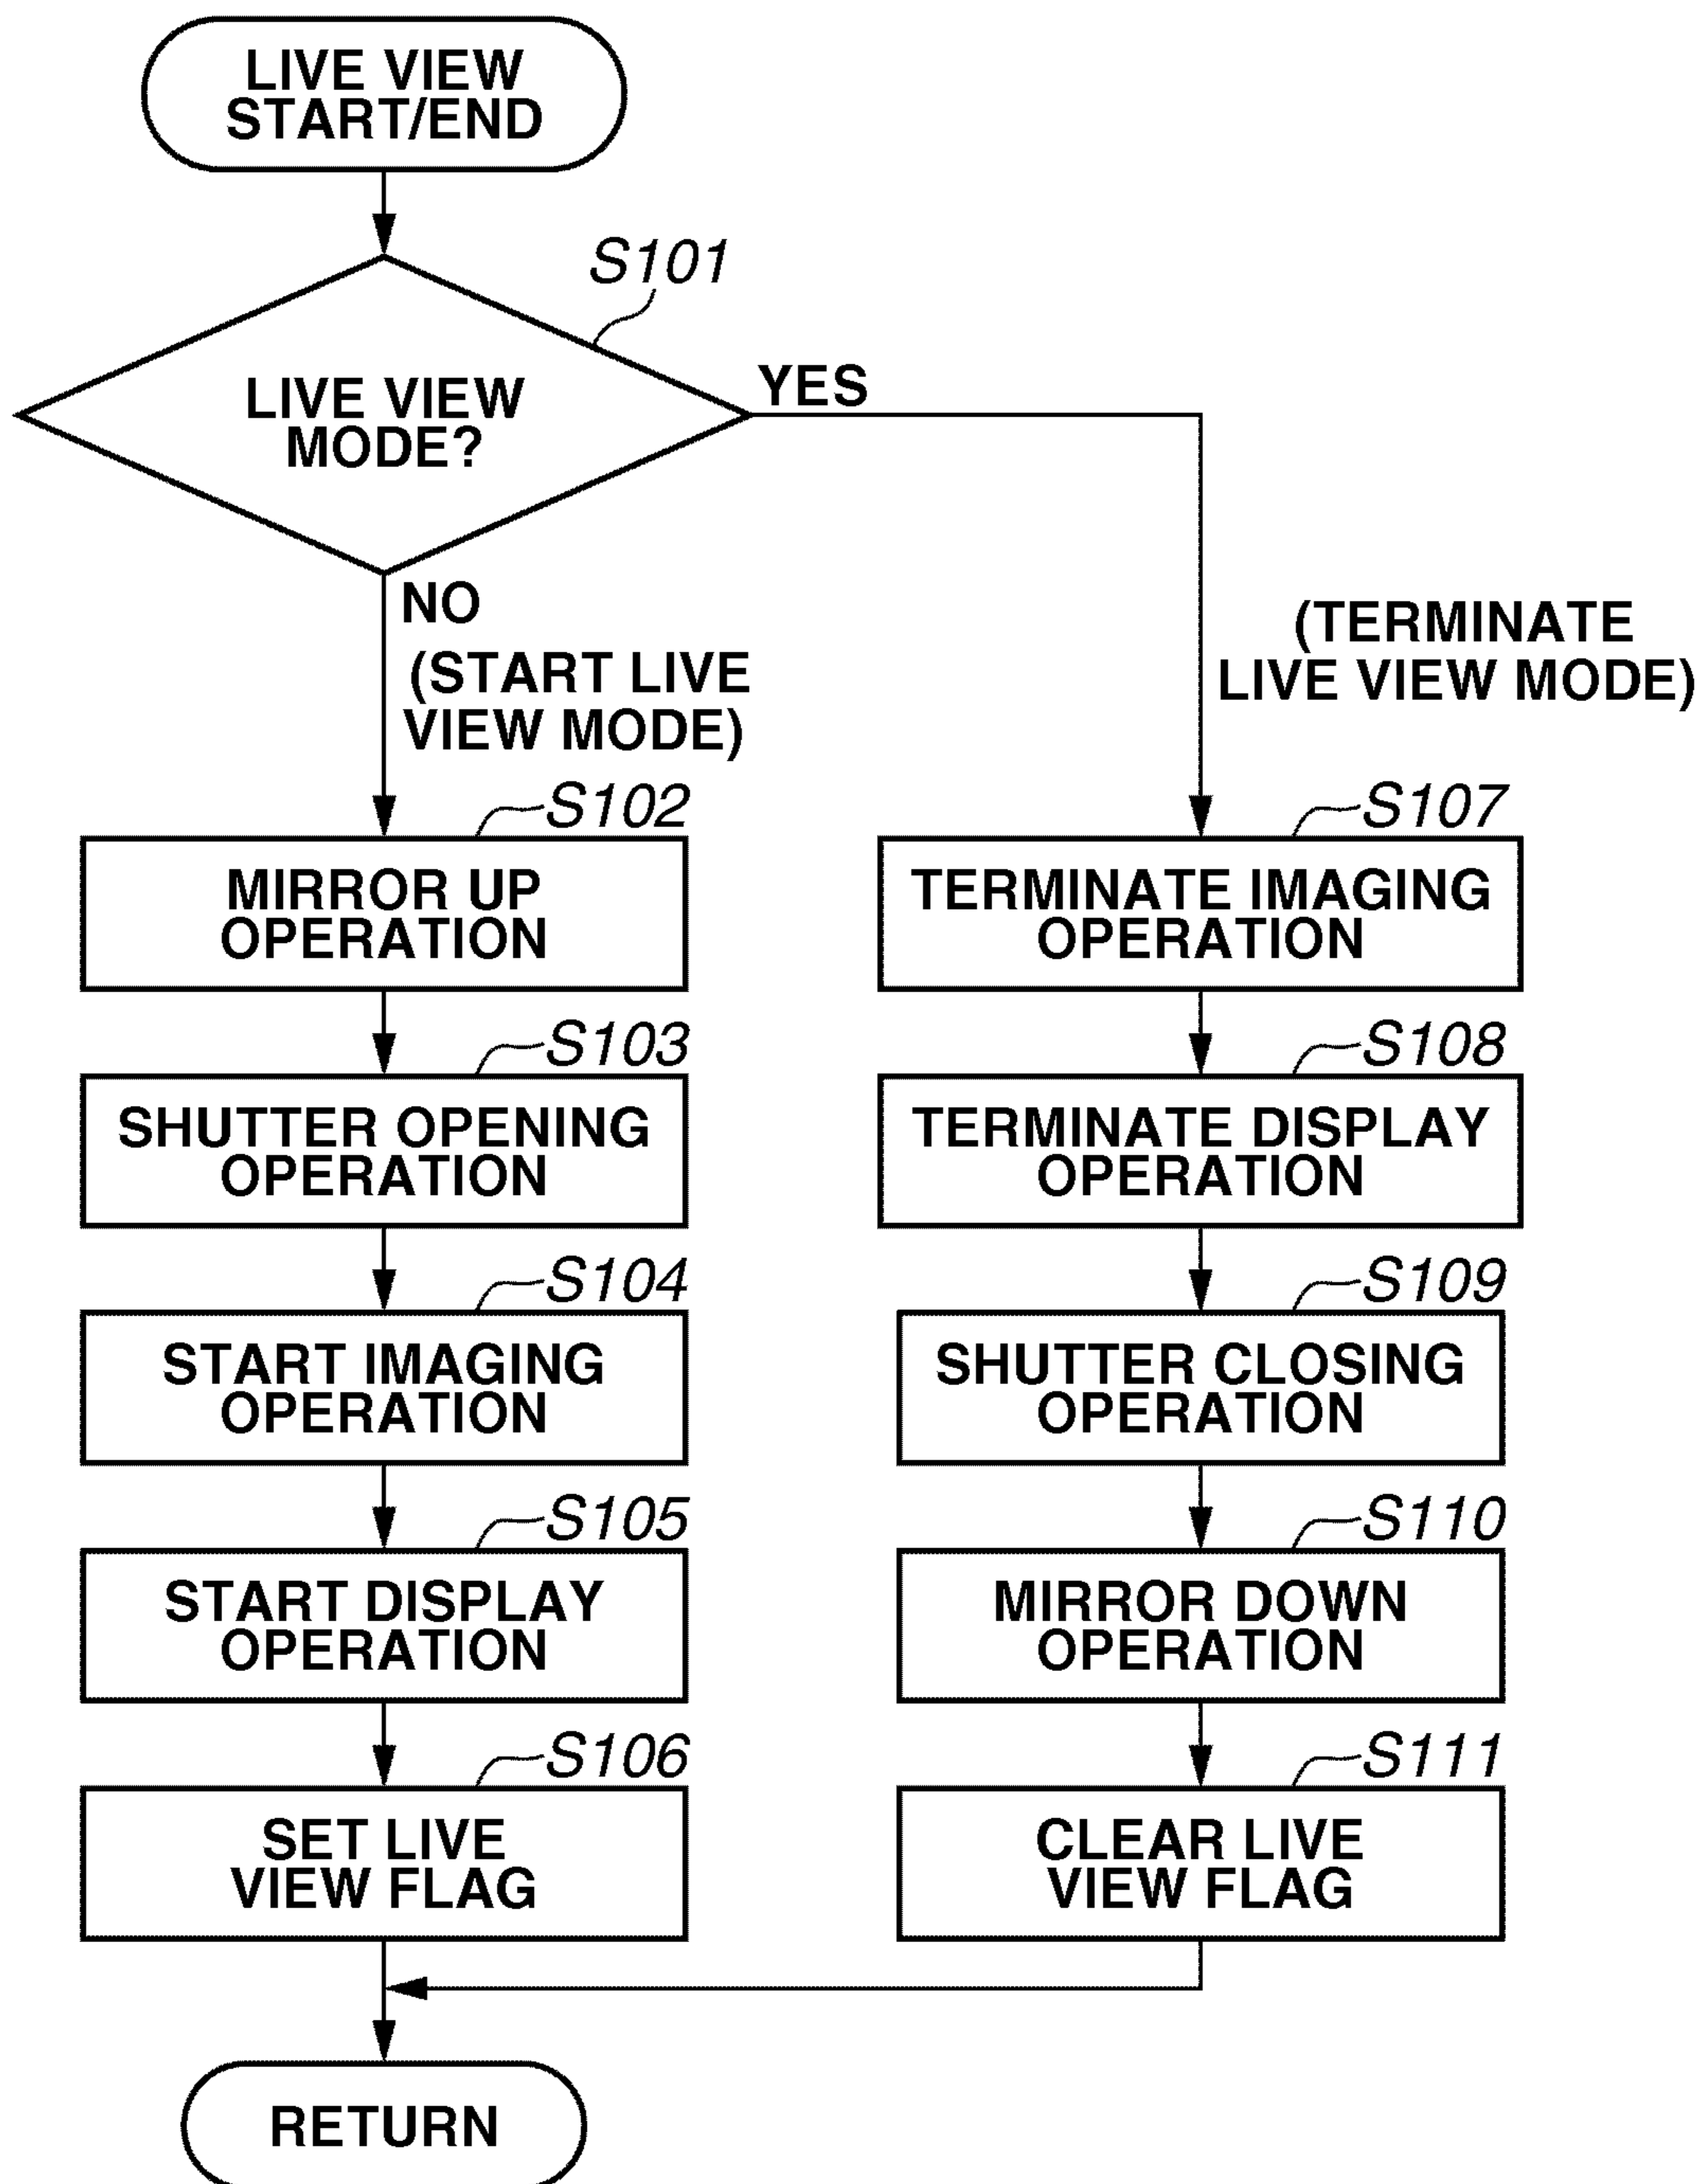 LIVE VIEW
START/END
S101
LIVE VIEW
MODE?
YES
NO
(START LIVE
VIEW MODE)
(TERMINATE
LIVE VIEW MODE)
S102
MIRROR UP
OPERATION
S103
SHUTTER OPENING
OPERATION
S104
START IMAGING
OPERATION
S105
START DISPLAY
OPERATION
S106
SET LIVE
VIEW FLAG
S107
TERMINATE IMAGING
OPERATION
S108
TERMINATE DISPLAY
OPERATION
S109
SHUTTER CLOSING
OPERATION
S110
MIRROR DOWN
OPERATION
S111
CLEAR LIVE
VIEW FLAG
RETURN